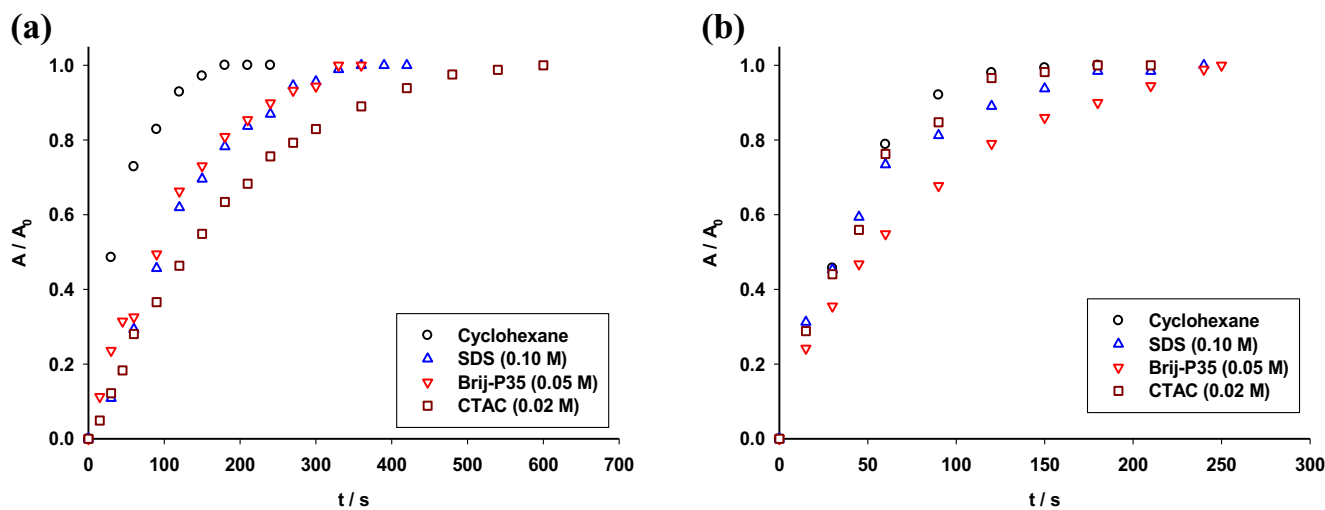 (a)
1.0
0.8
0.6
0.4
0.2
0.0
A / A₀
0 100 200 300 400 500 600 700
t / s
Cyclohexane
SDS (0.10 M)
Brij-P35 (0.05 M)
CTAC (0.02 M)
(b)
1.0
0.8
0.6
0.4
0.2
0.0
A / A₀
0 50 100 150 200 250 300
t / s
Cyclohexane
SDS (0.10 M)
Brij-P35 (0.05 M)
CTAC (0.02 M)